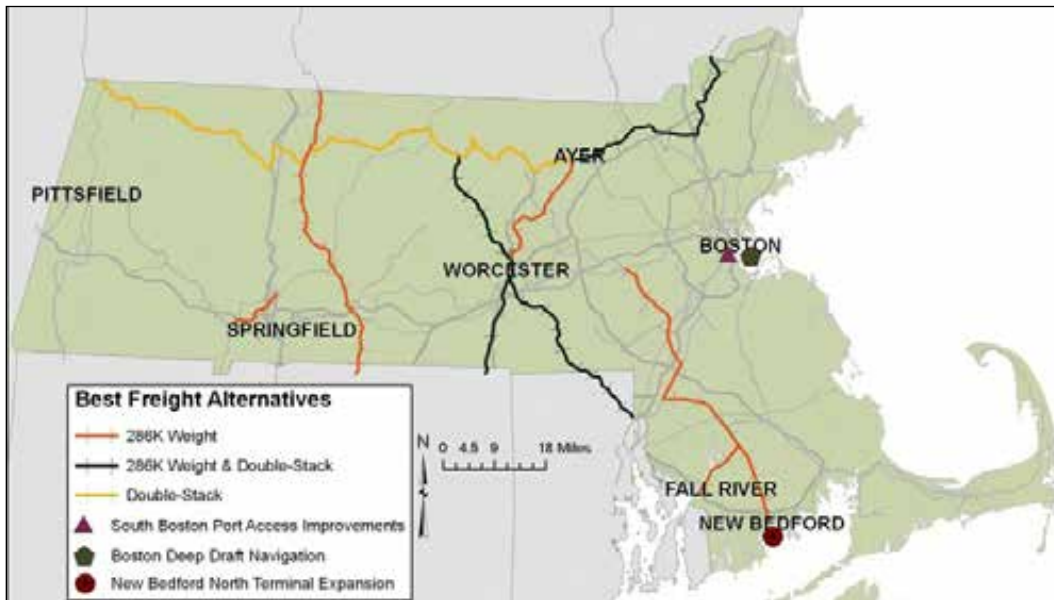 AYER
PITTSFIELD
BOSTON
WORCESTER
SPRINGFIELD
FALL RIVER
NEW BEDFORD
Best Freight Alternatives
286K Weight
286K Weight & Double-Stack
Double-Stack
South Boston Port Access Improvements
Boston Deep Draft Navigation
New Bedford North Terminal Expansion
N
0 4.5 9 18 Miles